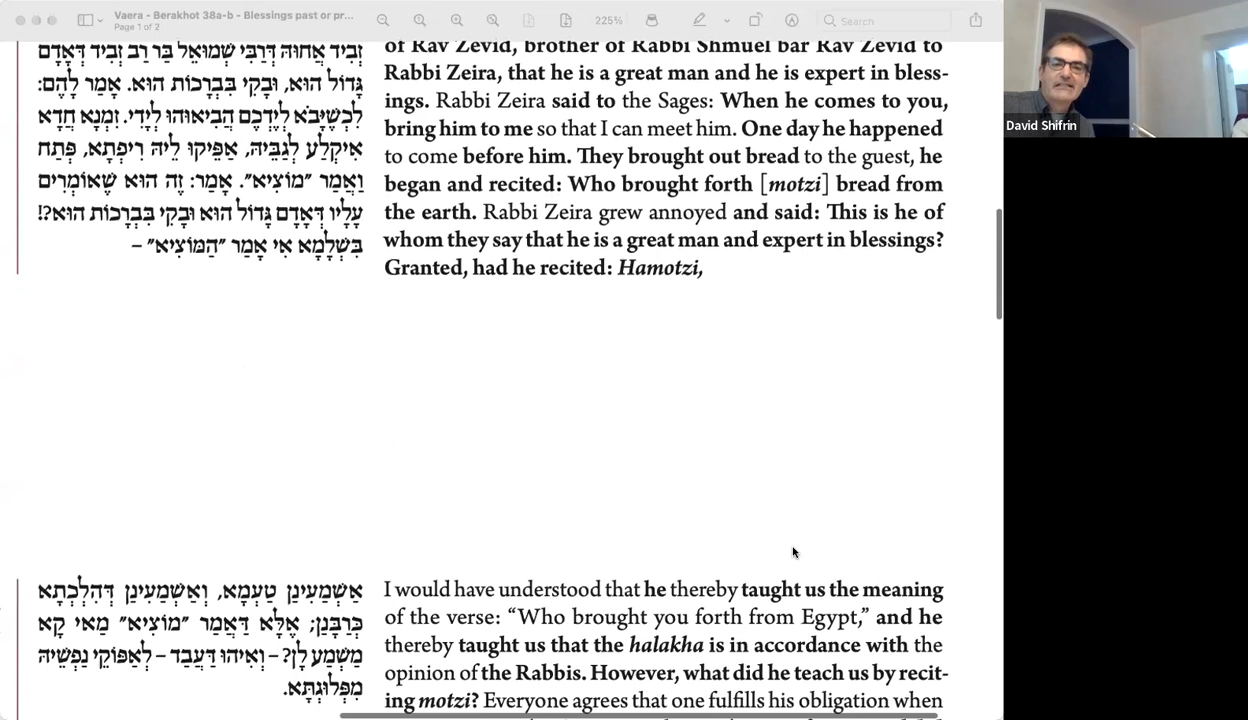 Vaera - Berakhot 38a-b - Blessings past or pr...
Page 1 of 2
225%
Search
David Shifrin
זְבִיד אֲחוּהּ דְּרַבִּי שְׁמוּאֵל בַּר רַב זְבִיד דְּאָדָם
גָּדוֹל הוּא, וּבָקִי בִּבְרָכוֹת הוּא. אָמַר לָהֶם:
לִכְשֶׁיָּבֹא לְיֶדְכֶם הֲבִיאוּהוּ לְיָדִי. זִמְנָא חֲדָא
אִיקְּלַע לְגַבֵּיהּ, אַפִּיקוּ לֵיהּ רִיפְתָּא, פְּתַח
וַאֲמַר ״מוֹצִיא״. אָמַר: זֶה הוּא שֶׁאוֹמְרִים
עָלָיו דְּאָדָם גָּדוֹל הוּא וּבָקִי בִּבְרָכוֹת הוּא?!
בִּשְׁלָמָא אִי אֲמַר ״הַמּוֹצִיא״ –
of Rav Zevid, brother of Rabbi Shmuel bar Rav Zevid to
Rabbi Zeira, that he is a great man and he is expert in bless-
ings. Rabbi Zeira said to the Sages: When he comes to you,
bring him to me so that I can meet him. One day he happened
to come before him. They brought out bread to the guest, he
began and recited: Who brought forth [motzi] bread from
the earth. Rabbi Zeira grew annoyed and said: This is he of
whom they say that he is a great man and expert in blessings?
Granted, had he recited: Hamotzi,
אַשְׁמְעִינַן טַעְמָא, וְאַשְׁמְעִינַן דְּהִלְכְתָא
כְּרַבָּנַן; אֶלָּא דַּאֲמַר ״מוֹצִיא״ מַאי קָא
מַשְׁמַע לַן? – וְאִיהוּ דַּעֲבַד – לְאַפּוֹקֵי נַפְשֵׁיהּ
מִפְּלוּגְתָּא.
I would have understood that he thereby taught us the meaning
of the verse: “Who brought you forth from Egypt,” and he
thereby taught us that the halakha is in accordance with the
opinion of the Rabbis. However, what did he teach us by recit-
ing motzi? Everyone agrees that one fulfills his obligation when